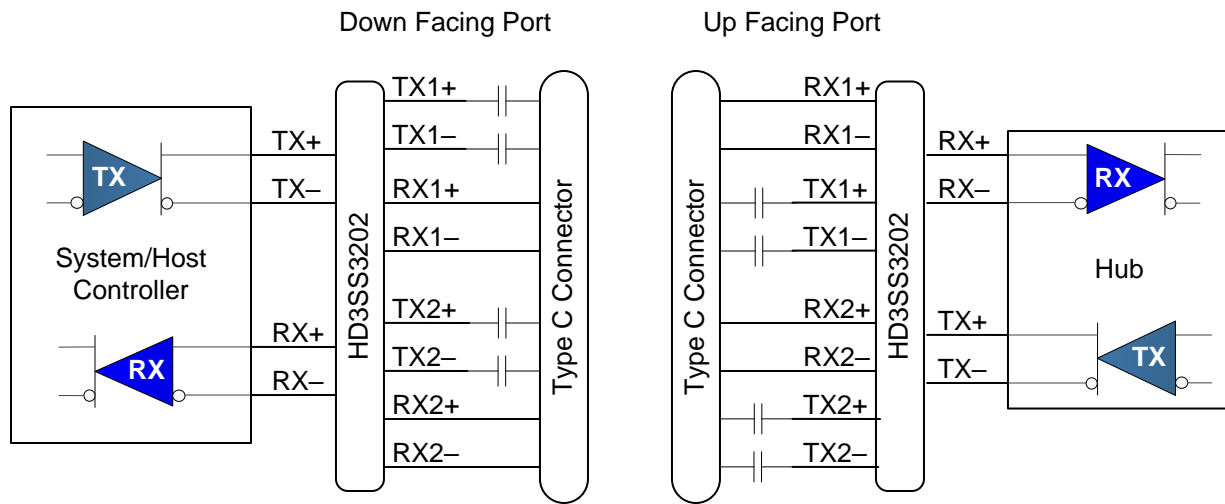 Down Facing Port
Up Facing Port
TX1+
TX1–
RX1+
RX1–
TX2+
TX2–
RX2+
RX2–
TX+
TX–
RX+
RX–
TX
RX
System/Host
Controller
HD3SS3202
Type C Connector
Type C Connector
HD3SS3202
RX1+
RX1–
TX1+
TX1–
RX2+
RX2–
TX2+
TX2–
RX+
RX–
TX+
TX–
RX
Hub
TX